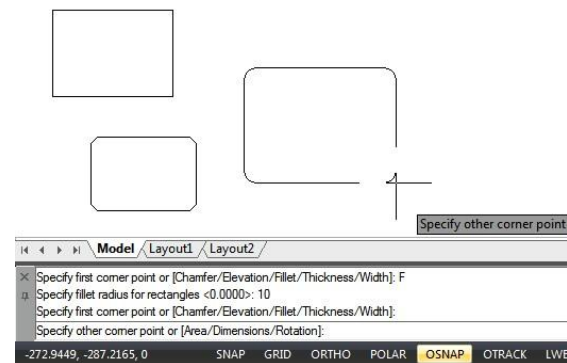 Specify other corner point
Model Layout1 Layout2
Specify first corner point or [Chamfer/Elevation/Fillet/Thickness/Width]: F
Specify fillet radius for rectangles <0.0000>: 10
Specify first corner point or [Chamfer/Elevation/Fillet/Thickness/Width]:
Specify other corner point or [Area/Dimensions/Rotation]:
-272.9449, -287.2165, 0 SNAP GRID ORTHO POLAR OSNAP OTRACK LWE